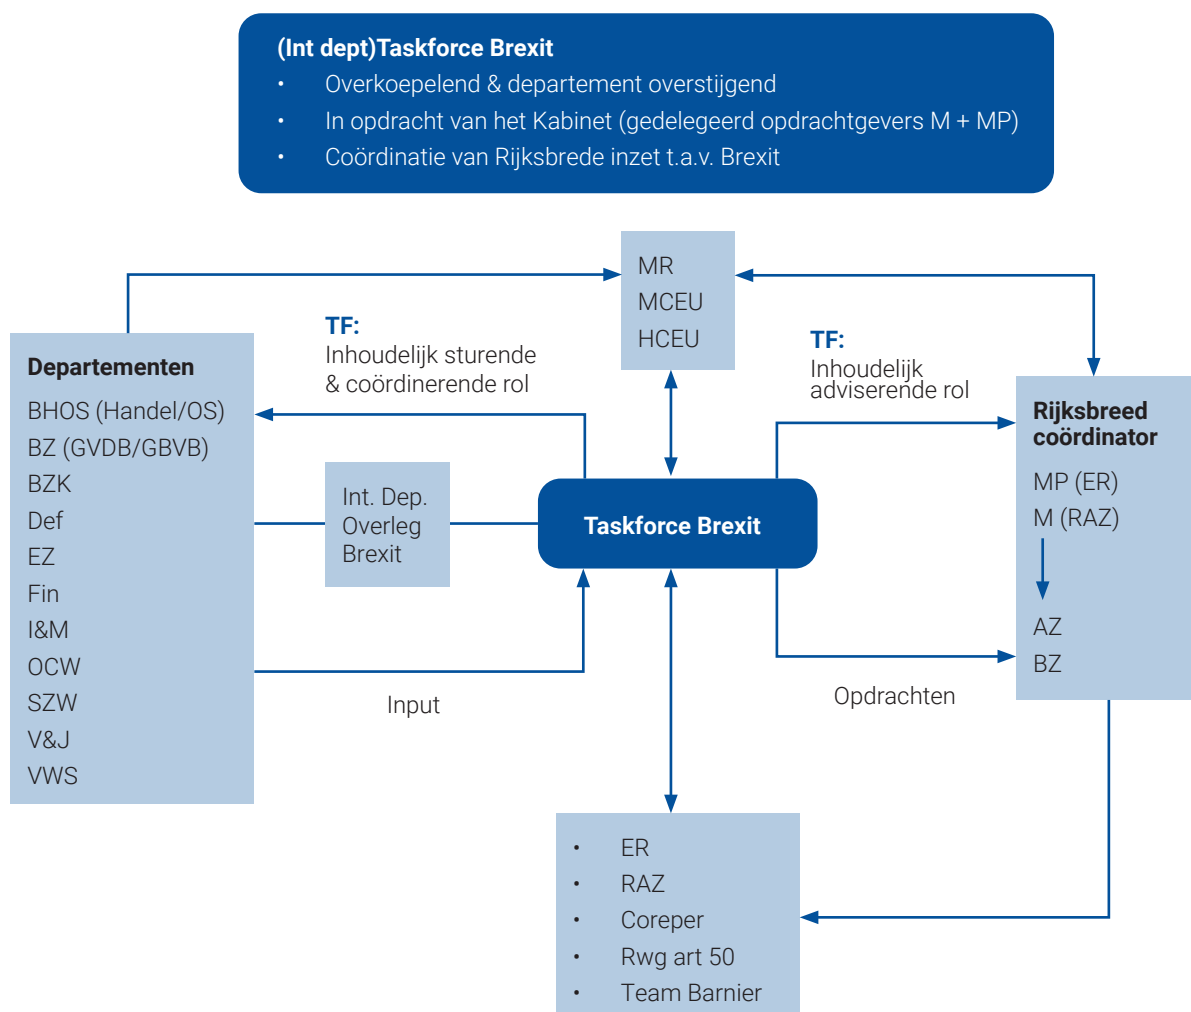 (Int dept)Taskforce Brexit
• Overkoepelend & departement overstijgend
• In opdracht van het Kabinet (gedelegeerd opdrachtgevers M + MP)
• Coördinatie van Rijksbrede inzet t.a.v. Brexit
MR
MCEU
HCEU
TF:
Inhoudelijk sturende
& coördinerende rol
TF:
Inhoudelijk
adviserende rol
Departementen
BHOS (Handel/OS)
BZ (GVDB/GBVB)
BZK
Def
EZ
Fin
I&M
OCW
SZW
V&J
VWS
Int. Dep.
Overleg
Brexit
Taskforce Brexit
Rijksbreed
coördinator
MP (ER)
M (RAZ)
AZ
BZ
Input
Opdrachten
• ER
• RAZ
• Coreper
• Rwg art 50
• Team Barnier